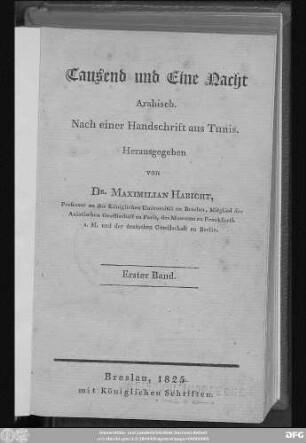 Tausend und Eine Nacht
Arabisch.
Nach einer Handschrift aus Tunis.
Herausgegeben
von
Dr. Maximilian Habicht,
Professor an der Königlichen Universität zu Breslau, Mitglied der
Asiatischen Gesellschaft zu Paris, des Museums zu Frankfurth
a. M. und der deutschen Gesellschaft zu Berlin.
Erster Band.
Breslau, 1825
mit Königlichen Schriften.
DFG